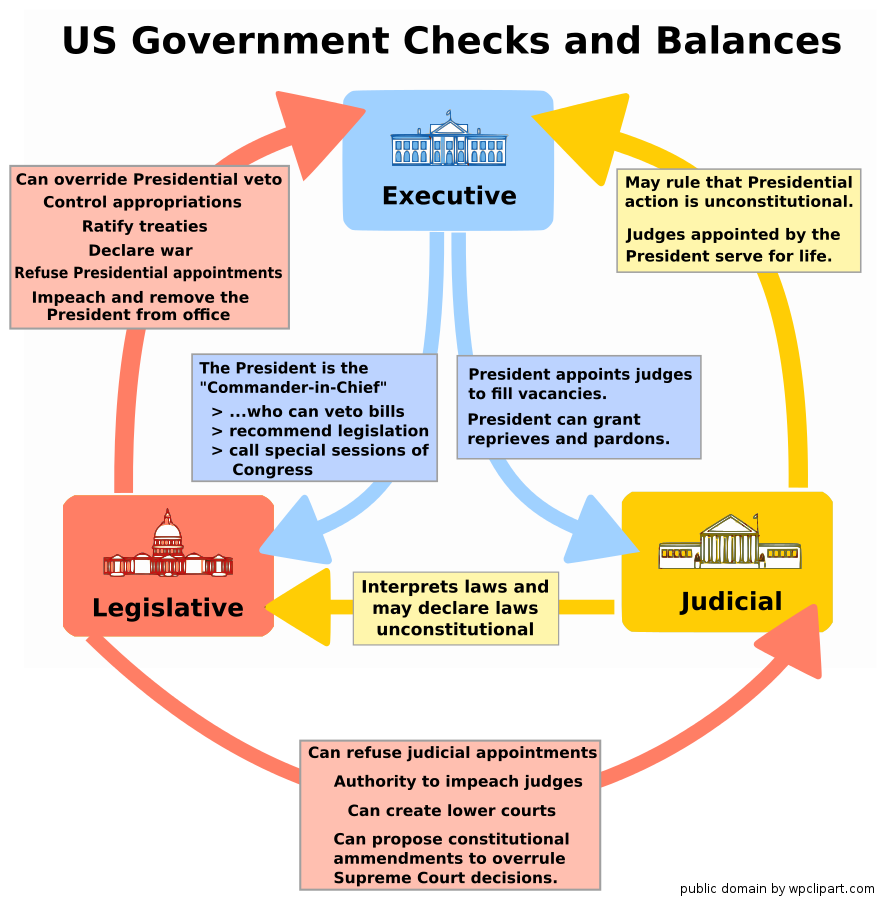 US Government Checks and Balances
Executive
Can override Presidential veto
Control appropriations
Ratify treaties
Declare war
Refuse Presidential appointments
Impeach and remove the
President from office
May rule that Presidential
action is unconstitutional.
Judges appointed by the
President serve for life.
The President is the
"Commander-in-Chief"
> ...who can veto bills
> recommend legislation
> call special sessions of
Congress
President appoints judges
to fill vacancies.
President can grant
reprieves and pardons.
Legislative
Interprets laws and
may declare laws
unconstitutional
Judicial
Can refuse judicial appointments
Authority to impeach judges
Can create lower courts
Can propose constitutional
ammendments to overrule
Supreme Court decisions.
public domain by wpclipart.com